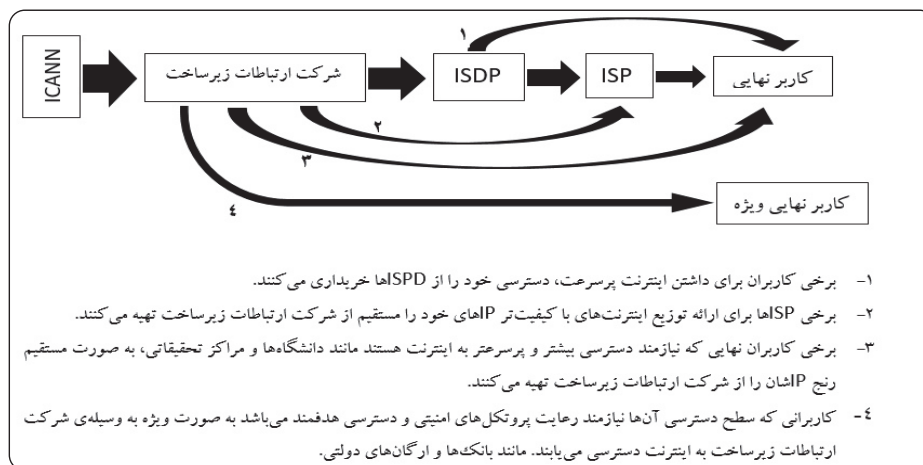 ICANN
شرکت ارتباطات زیرساخت
ISDP
ISP
کاربر نهایی
۱
۲
۳
٤
کاربر نهایی ویژه
۱- برخی کاربران برای داشتن اینترنت پرسرعت، دسترسی خود را از ISPDها خریداری می‌کنند.
۲- برخی ISPها برای ارائه توزیع اینترنت‌های با کیفیت‌تر IPهای خود را مستقیم از شرکت ارتباطات زیرساخت تهیه می‌کنند.
۳- برخی کاربران نهایی که نیازمند دسترسی بیشتر و پرسرعتر به اینترنت هستند مانند دانشگاه‌ها و مراکز تحقیقاتی، به صورت مستقیم
رنج IPشان را از شرکت ارتباطات زیرساخت تهیه می‌کنند.
٤- کاربرانی که سطح دسترسی آن‌ها نیازمند رعایت پروتکل‌های امنیتی و دسترسی هدفمند می‌باشد به صورت ویژه به وسیله‌ی شرکت
ارتباطات زیرساخت به اینترنت دسترسی می‌یابند. مانند بانک‌ها و ارگان‌های دولتی.